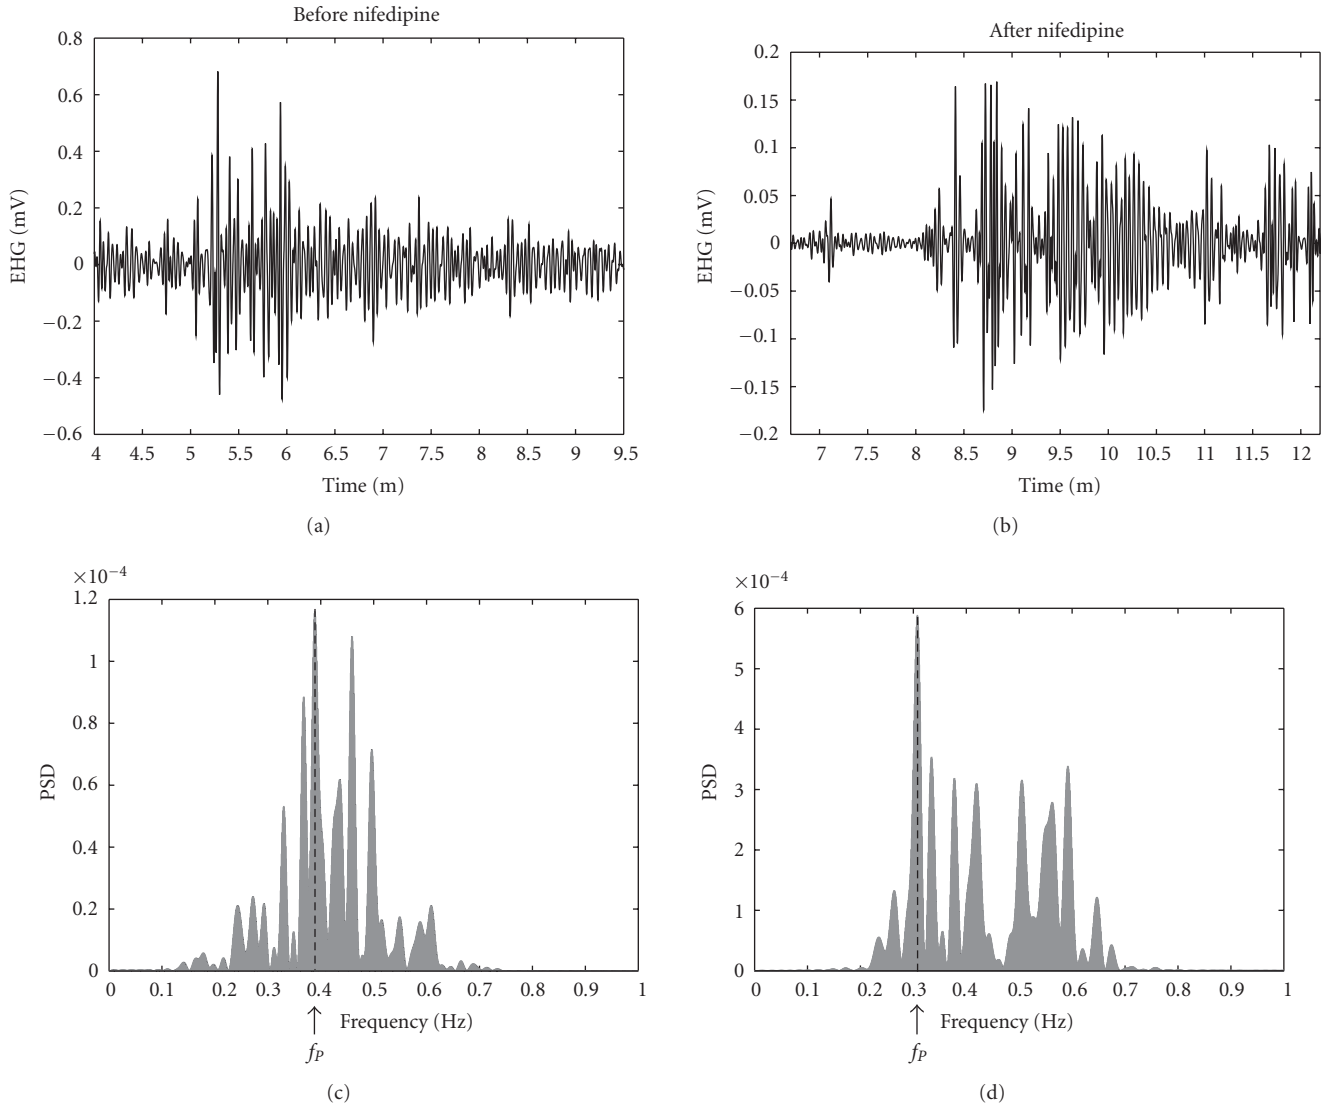 Before nifedipine
0.8
0.6
0.4
0.2
0
−0.2
−0.4
−0.6
EHG (mV)
4 4.5 5 5.5 6 6.5 7 7.5 8 8.5 9 9.5
Time (m)
(a)
After nifedipine
0.2
0.15
0.1
0.05
0
−0.05
−0.1
−0.15
−0.2
EHG (mV)
7 7.5 8 8.5 9 9.5 10 10.5 11 11.5 12
Time (m)
(b)
×10−4
1.2
1
0.8
0.6
0.4
0.2
0
PSD
0 0.1 0.2 0.3 0.4 0.5 0.6 0.7 0.8 0.9 1
Frequency (Hz)
fP
(c)
×10−4
6
5
4
3
2
1
0
PSD
0 0.1 0.2 0.3 0.4 0.5 0.6 0.7 0.8 0.9 1
Frequency (Hz)
fP
(d)